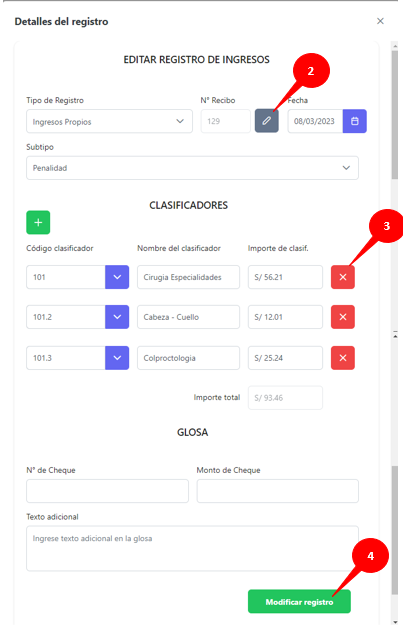 Detalles del registro ×
EDITAR REGISTRO DE INGRESOS
2
Tipo de Registro N° Recibo Fecha
Ingresos Propios 129 08/03/2023
Subtipo
Penalidad
CLASIFICADORES
+
3
Código clasificador Nombre del clasificador Importe de clasif.
101 Cirugia Especialidades S/ 56.21
101.2 Cabeza - Cuello S/ 12.01
101.3 Colproctologia S/ 25.24
Importe total S/ 93.46
GLOSA
N° de Cheque Monto de Cheque
Texto adicional
Ingrese texto adicional en la glosa
4
Modificar registro